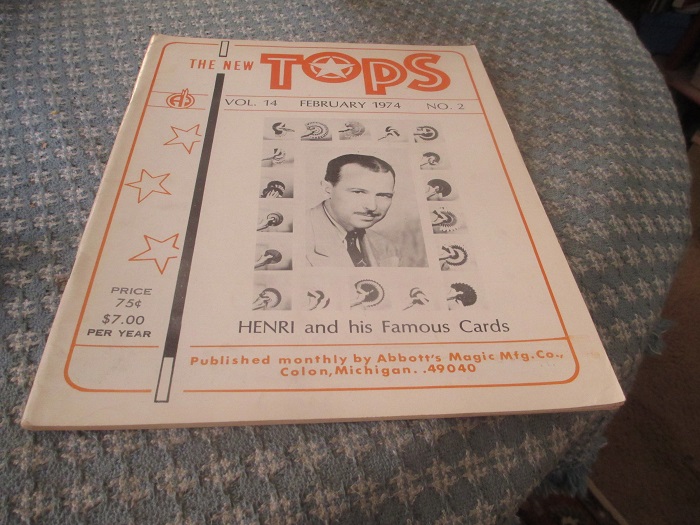 THE NEW TOPS
VOL. 14 FEBRUARY 1974 NO. 2
PRICE
75¢
$7.00
PER YEAR
HENRI and his Famous Cards
Published monthly by Abbott's Magic Mfg. Co.,
Colon, Michigan. .49040